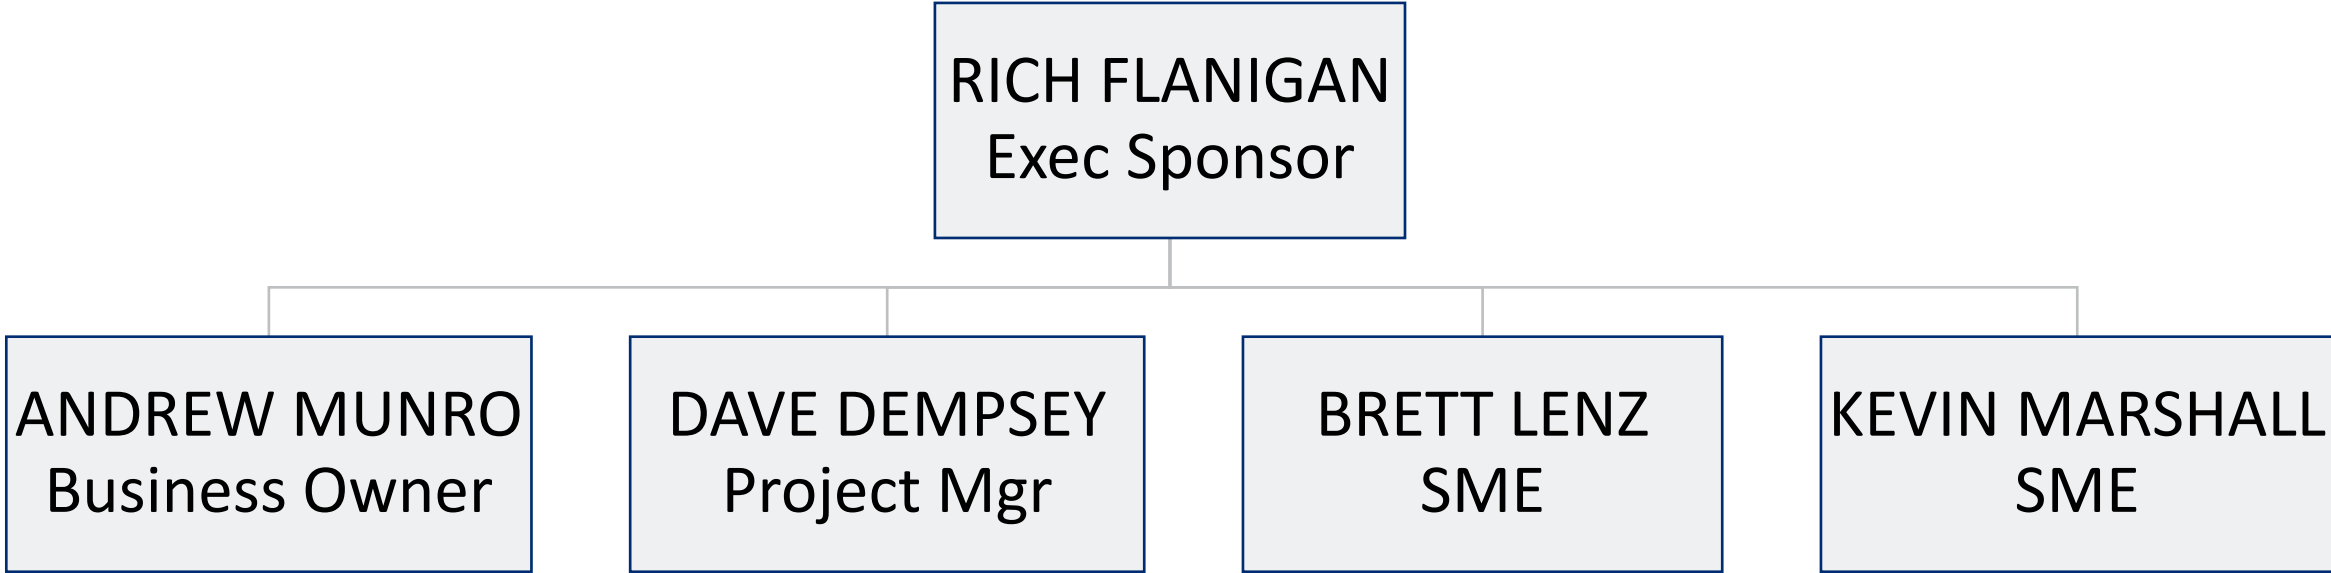 RICH FLANIGAN
Exec Sponsor
ANDREW MUNRO
Business Owner
DAVE DEMPSEY
Project Mgr
BRETT LENZ
SME
KEVIN MARSHALL
SME